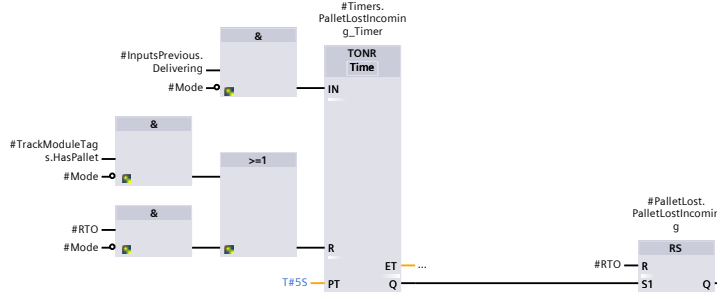 #Timers.
PalletLostIncomin
g_Timer
&
#InputsPrevious.
Delivering
#Mode
TONR
Time
IN
&
#TrackModuleTag
s.HasPallet
#Mode
>=1
&
#RTO
#Mode
R
T#5S
PT
ET
...
Q
#PalletLost.
PalletLostIncomin
g
RS
#RTO
R
S1
Q